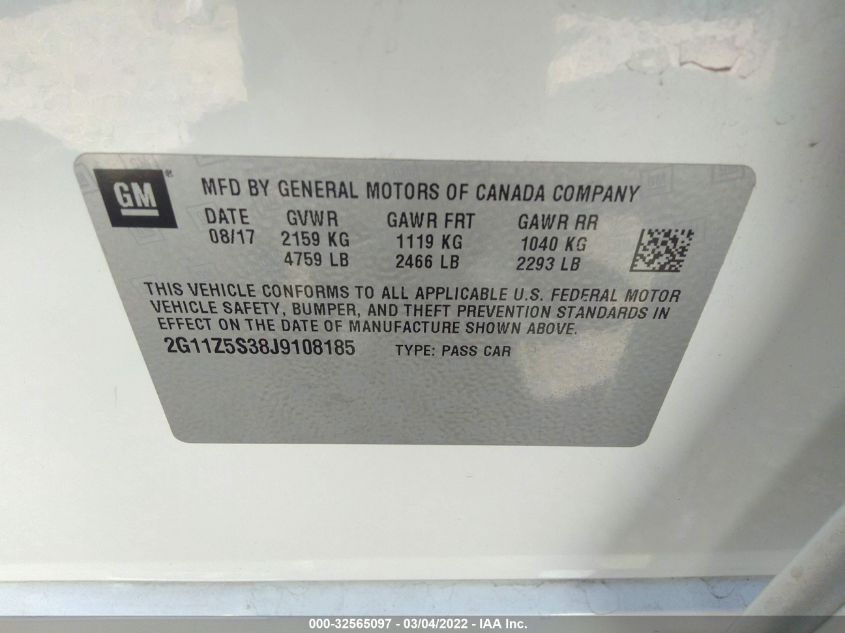 GM ®
MFD BY GENERAL MOTORS OF CANADA COMPANY
DATE GVWR GAWR FRT GAWR RR
08/17 2159 KG 1119 KG 1040 KG
4759 LB 2466 LB 2293 LB
THIS VEHICLE CONFORMS TO ALL APPLICABLE U.S. FEDERAL MOTOR
VEHICLE SAFETY, BUMPER, AND THEFT PREVENTION STANDARDS IN
EFFECT ON THE DATE OF MANUFACTURE SHOWN ABOVE.
2G11Z5S38J9108185 TYPE: PASS CAR
000-32565097 - 03/04/2022 - IAA Inc.